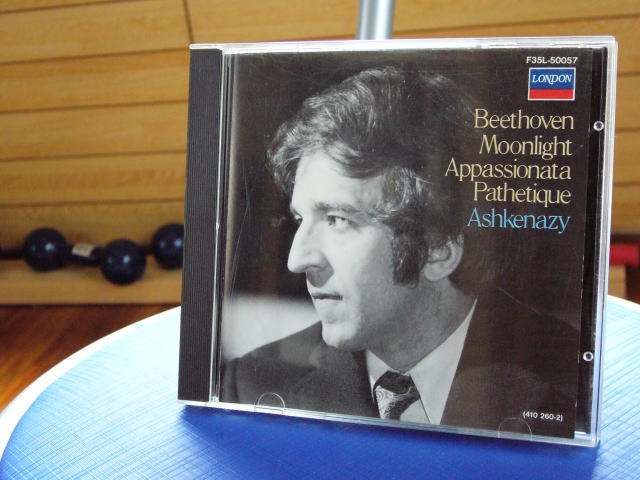 F35L-50057
LONDON
Beethoven
Moonlight
Appassionata
Pathetique
Ashkenazy
(410 260-2)